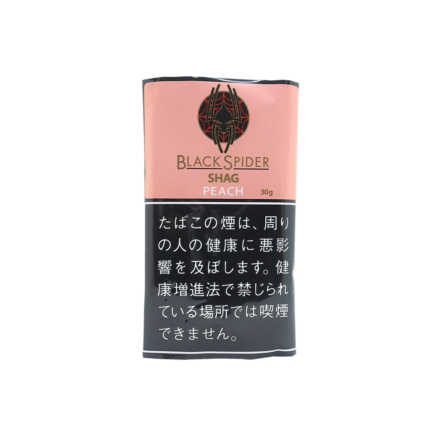 BLACK SPIDER
SHAG
PEACH 30g
たばこの煙は、周り
の人の健康に悪影
響を及ぼします。健
康増進法で禁じられ
ている場所では喫煙
できません。